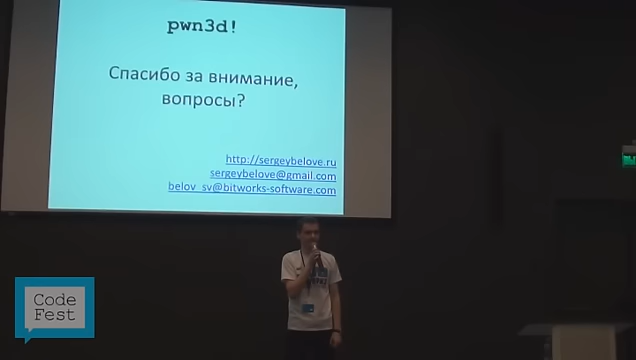 pwn3d!
Спасибо за внимание,
вопросы?
http://sergeybelove.ru
sergeybelove@gmail.com
belov_sv@bitworks-software.com
Code
Fest